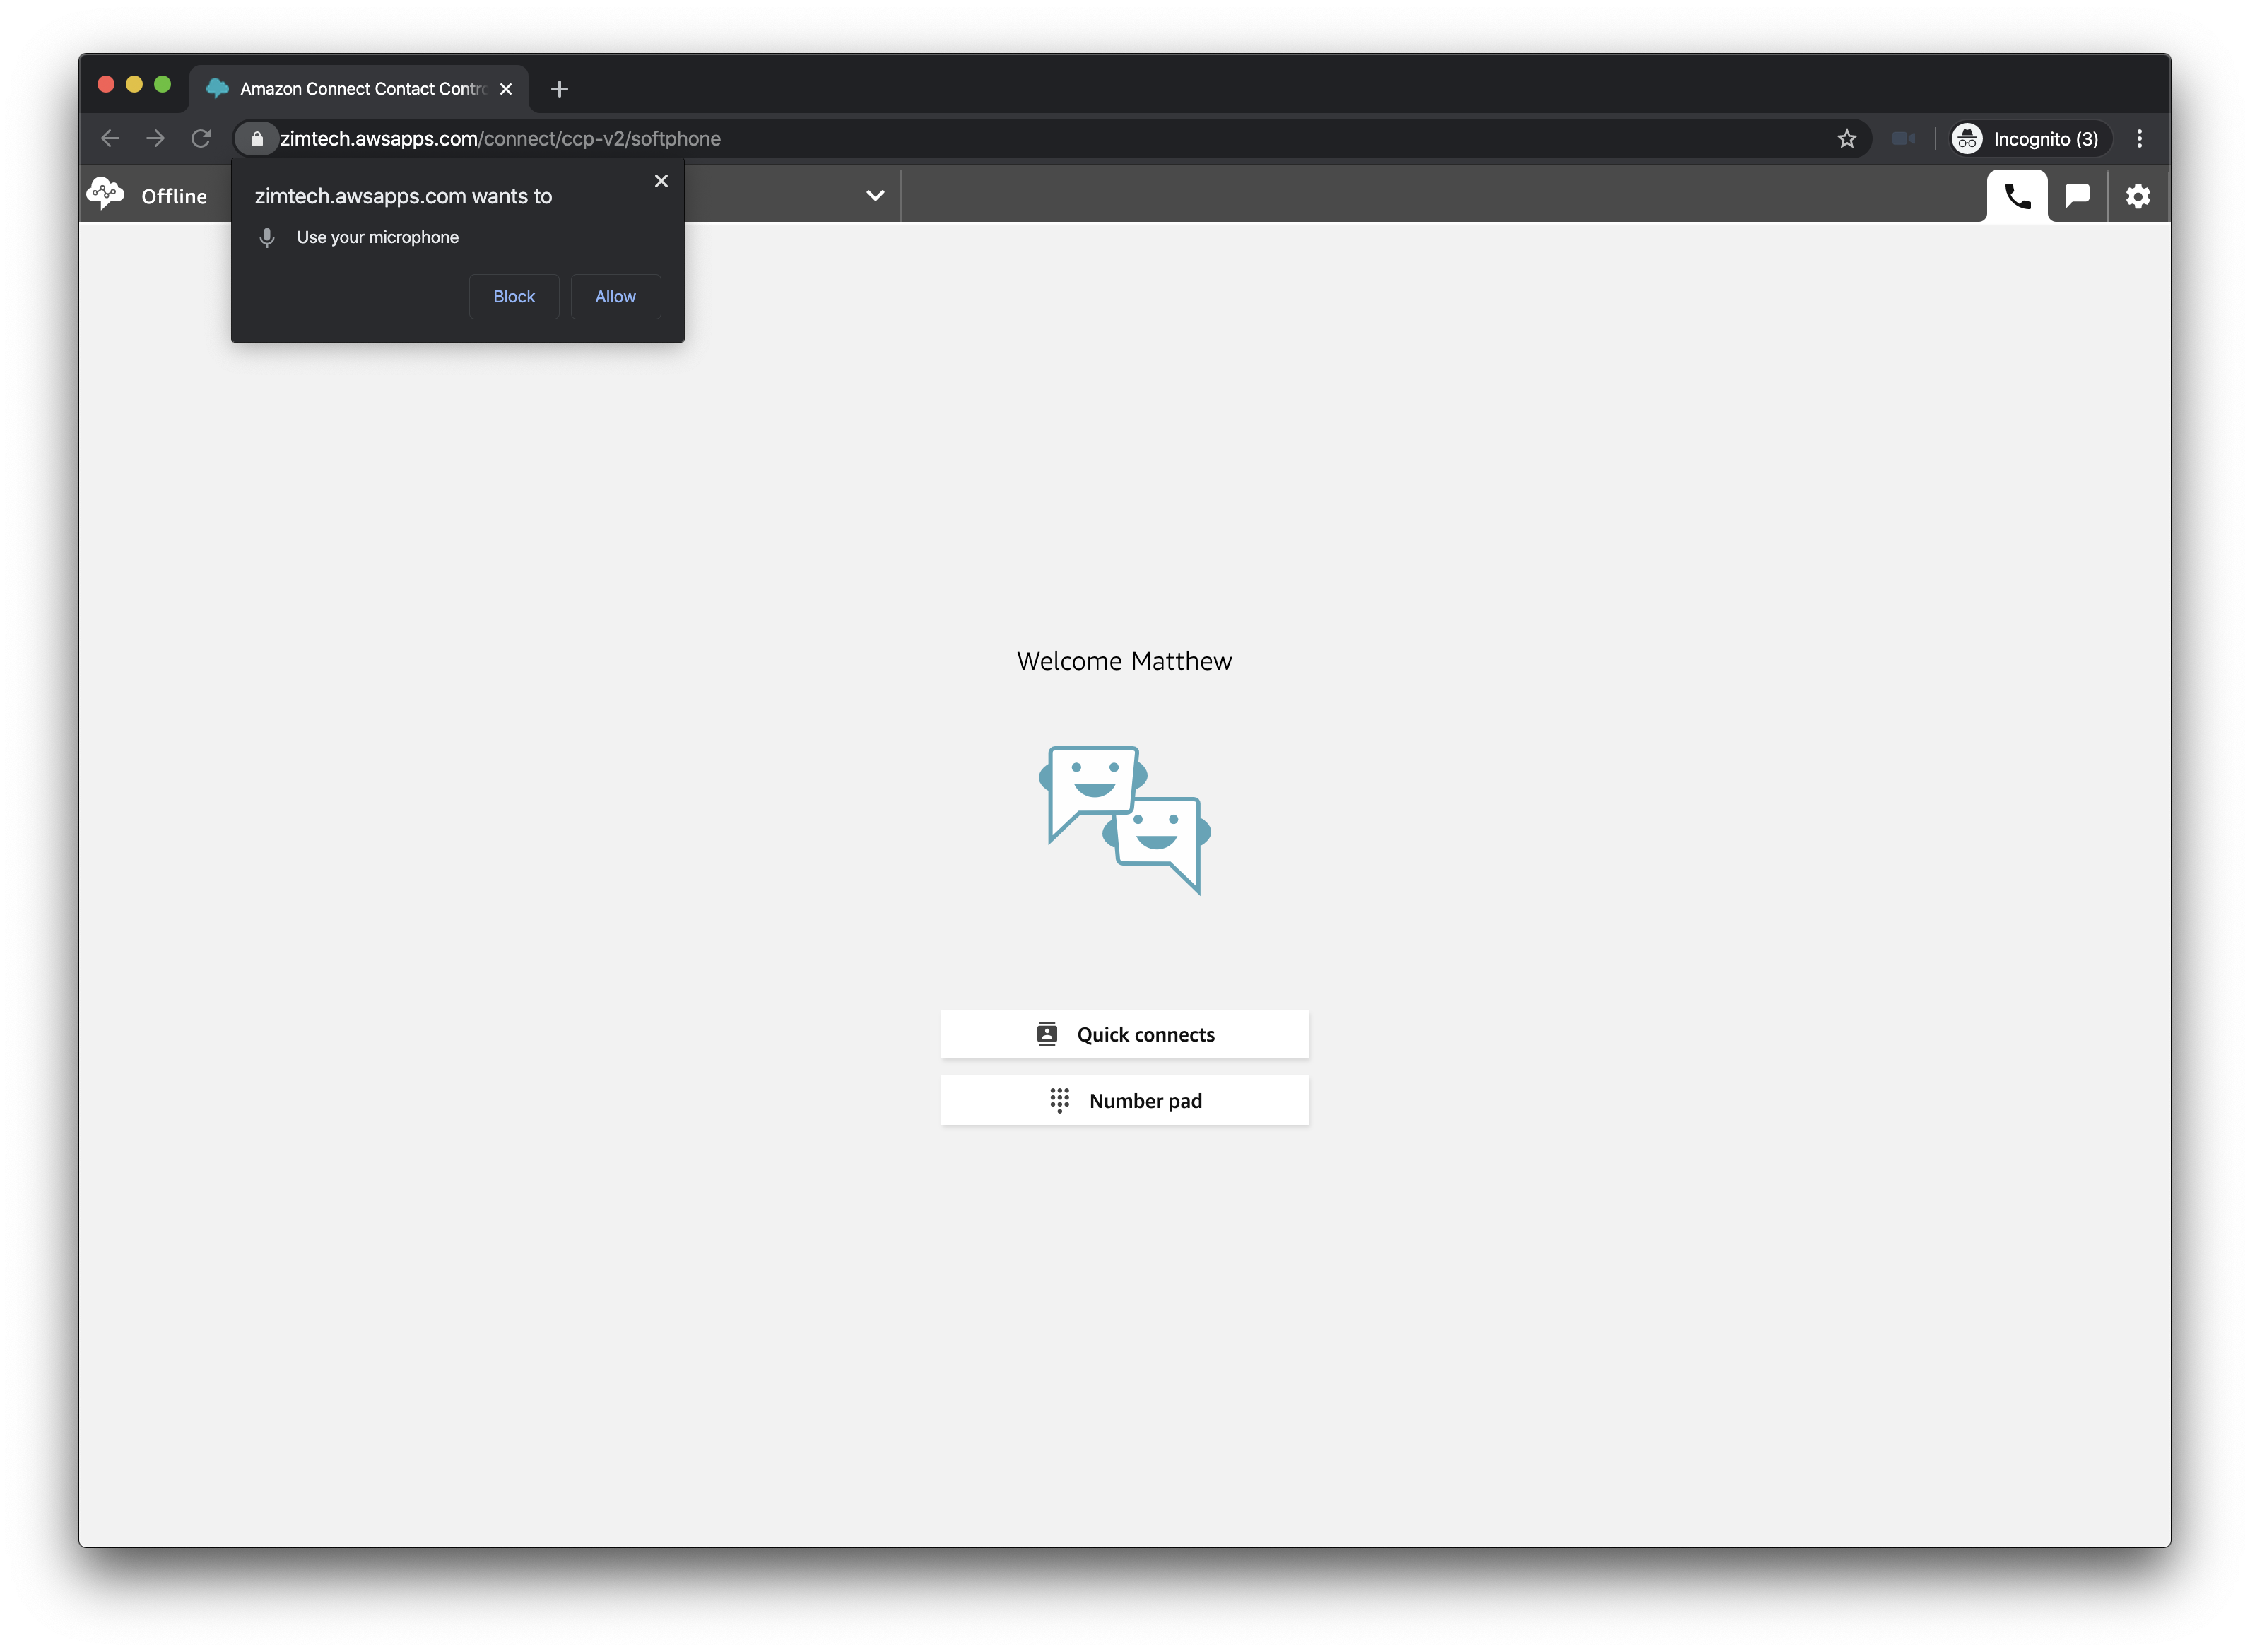 Amazon Connect Contact Contro
zimtech.awsapps.com/connect/ccp-v2/softphone
Incognito (3)
Offline
zimtech.awsapps.com wants to
Use your microphone
Block
Allow
Welcome Matthew
Quick connects
Number pad